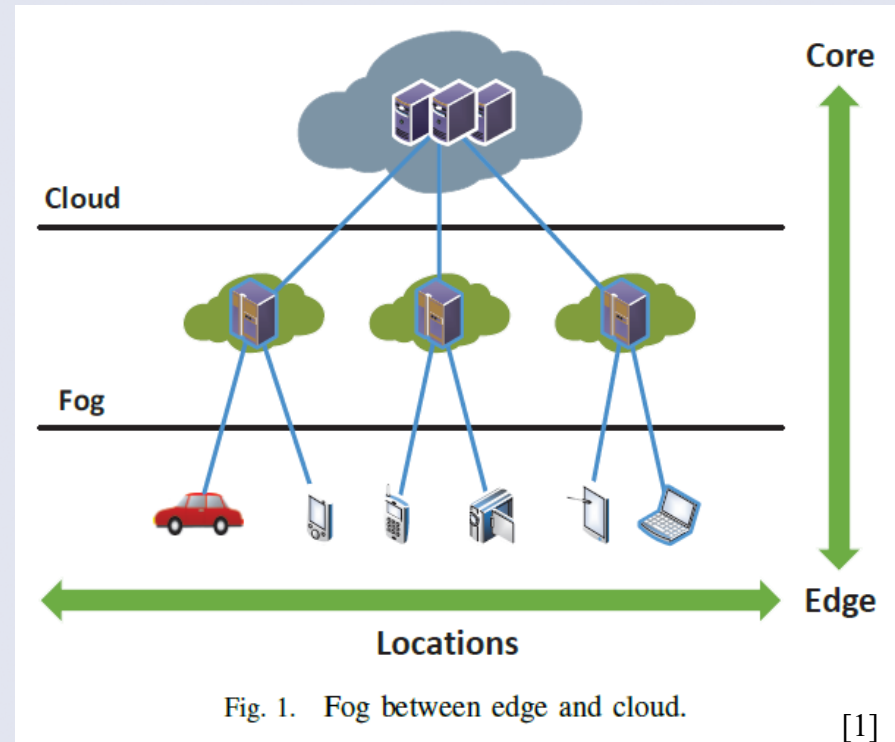 Core
Cloud
Fog
Edge
Locations
Fig. 1. Fog between edge and cloud.
[1]